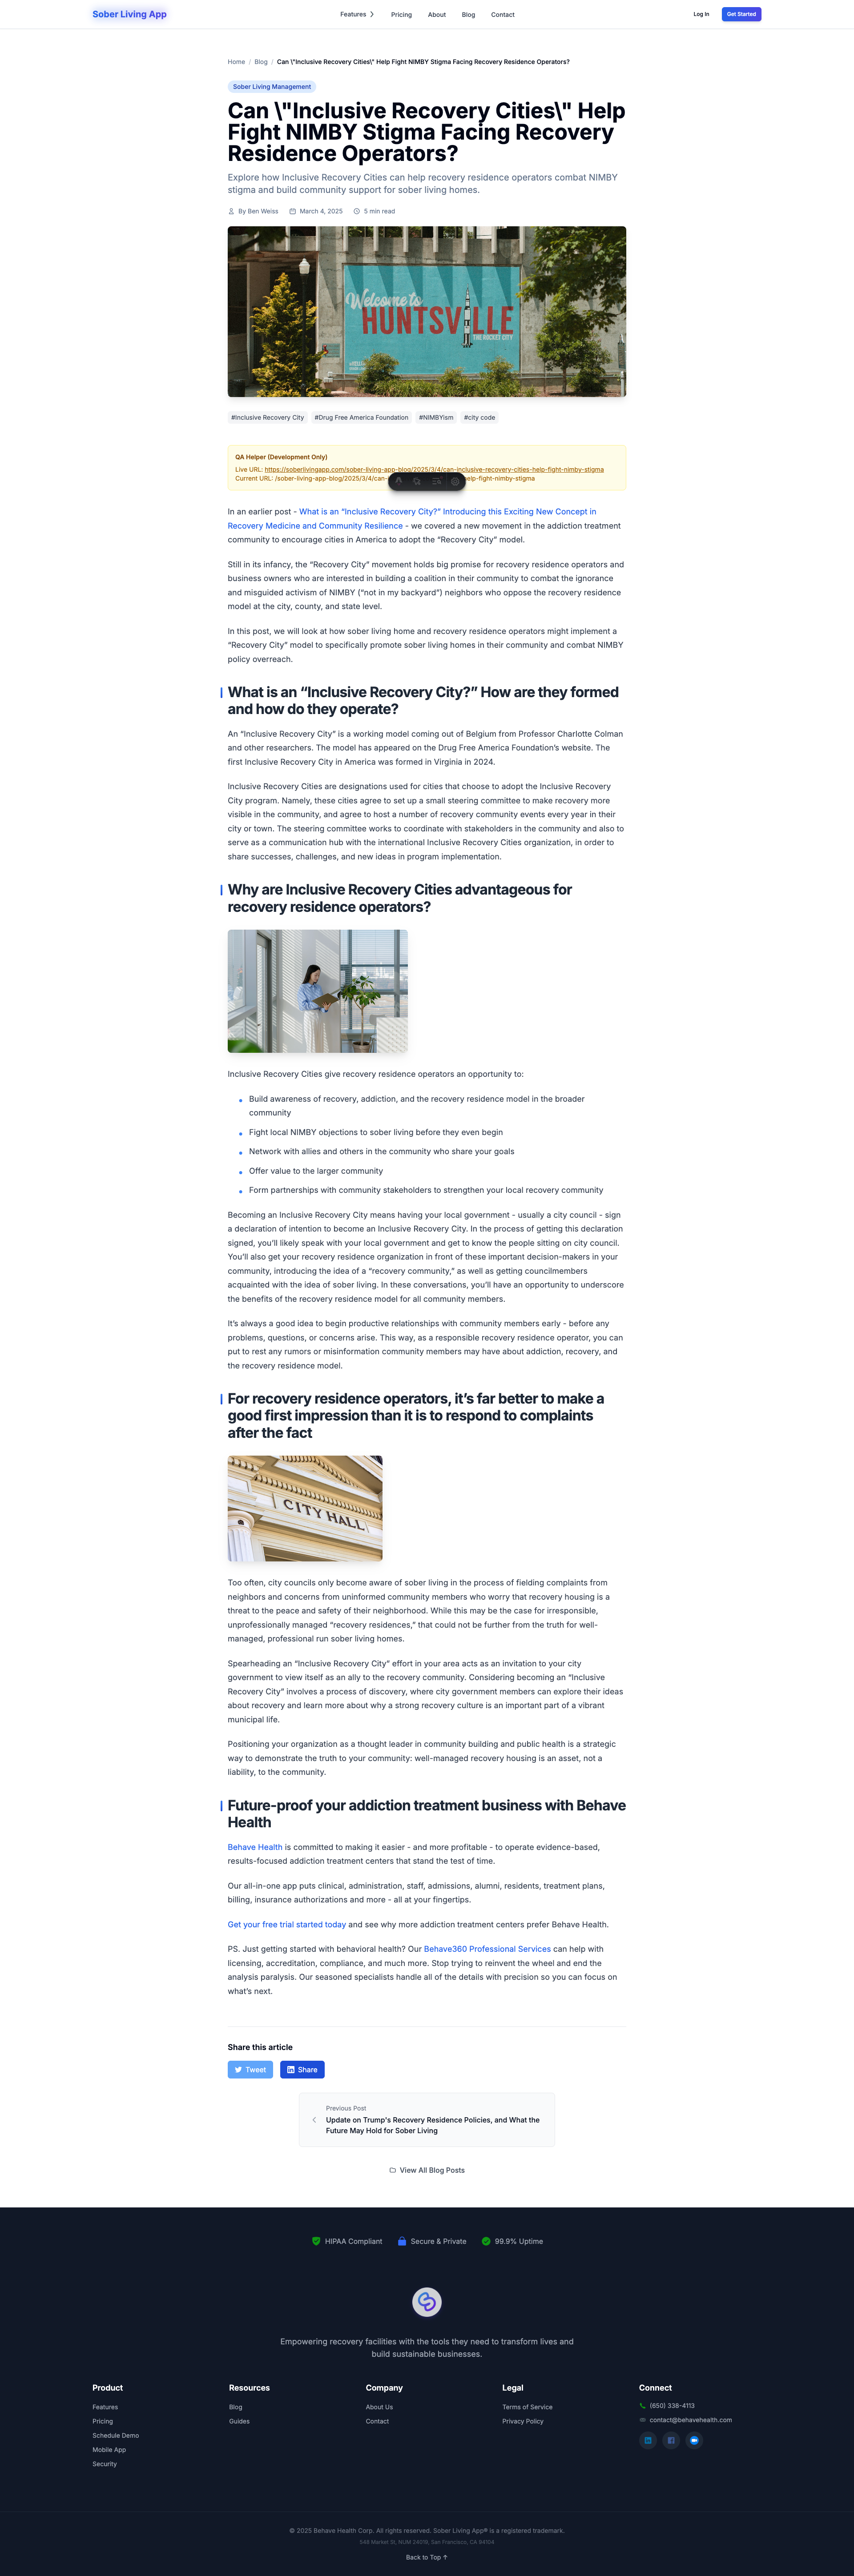 Sober Living App
Features
Pricing
About
Blog
Contact
Log In
Get Started
Home / Blog / Can \"Inclusive Recovery Cities\" Help Fight NIMBY Stigma Facing Recovery Residence Operators?
Sober Living Management
Can \"Inclusive Recovery Cities\" Help
Fight NIMBY Stigma Facing Recovery
Residence Operators?
Explore how Inclusive Recovery Cities can help recovery residence operators combat NIMBY
stigma and build community support for sober living homes.
By Ben Weiss
March 4, 2025
5 min read
Welcome to
HUNTSVILLE
THE ROCKET CITY
#Inclusive Recovery City
#Drug Free America Foundation
#NIMBYism
#city code
QA Helper (Development Only)
Live URL: https://soberlivingapp.com/sober-living-app-blog/2025/3/4/can-inclusive-recovery-cities-help-fight-nimby-stigma
Current URL: /sober-living-app-blog/2025/3/4/can- help-fight-nimby-stigma
In an earlier post - What is an “Inclusive Recovery City?” Introducing this Exciting New Concept in
Recovery Medicine and Community Resilience - we covered a new movement in the addiction treatment
community to encourage cities in America to adopt the “Recovery City” model.
Still in its infancy, the “Recovery City” movement holds big promise for recovery residence operators and
business owners who are interested in building a coalition in their community to combat the ignorance
and misguided activism of NIMBY (“not in my backyard”) neighbors who oppose the recovery residence
model at the city, county, and state level.
In this post, we will look at how sober living home and recovery residence operators might implement a
“Recovery City” model to specifically promote sober living homes in their community and combat NIMBY
policy overreach.
What is an “Inclusive Recovery City?” How are they formed
and how do they operate?
An “Inclusive Recovery City” is a working model coming out of Belgium from Professor Charlotte Colman
and other researchers. The model has appeared on the Drug Free America Foundation’s website. The
first Inclusive Recovery City in America was formed in Virginia in 2024.
Inclusive Recovery Cities are designations used for cities that choose to adopt the Inclusive Recovery
City program. Namely, these cities agree to set up a small steering committee to make recovery more
visible in the community, and agree to host a number of recovery community events every year in their
city or town. The steering committee works to coordinate with stakeholders in the community and also to
serve as a communication hub with the international Inclusive Recovery Cities organization, in order to
share successes, challenges, and new ideas in program implementation.
Why are Inclusive Recovery Cities advantageous for
recovery residence operators?
Inclusive Recovery Cities give recovery residence operators an opportunity to:
Build awareness of recovery, addiction, and the recovery residence model in the broader
community
Fight local NIMBY objections to sober living before they even begin
Network with allies and others in the community who share your goals
Offer value to the larger community
Form partnerships with community stakeholders to strengthen your local recovery community
Becoming an Inclusive Recovery City means having your local government - usually a city council - sign
a declaration of intention to become an Inclusive Recovery City. In the process of getting this declaration
signed, you’ll likely speak with your local government and get to know the people sitting on city council.
You’ll also get your recovery residence organization in front of these important decision-makers in your
community, introducing the idea of a “recovery community,” as well as getting councilmembers
acquainted with the idea of sober living. In these conversations, you’ll have an opportunity to underscore
the benefits of the recovery residence model for all community members.
It’s always a good idea to begin productive relationships with community members early - before any
problems, questions, or concerns arise. This way, as a responsible recovery residence operator, you can
put to rest any rumors or misinformation community members may have about addiction, recovery, and
the recovery residence model.
For recovery residence operators, it’s far better to make a
good first impression than it is to respond to complaints
after the fact
CITY HALL
Too often, city councils only become aware of sober living in the process of fielding complaints from
neighbors and concerns from uninformed community members who worry that recovery housing is a
threat to the peace and safety of their neighborhood. While this may be the case for irresponsible,
unprofessionally managed “recovery residences,” that could not be further from the truth for well-
managed, professional run sober living homes.
Spearheading an “Inclusive Recovery City” effort in your area acts as an invitation to your city
government to view itself as an ally to the recovery community. Considering becoming an “Inclusive
Recovery City” involves a process of discovery, where city government members can explore their ideas
about recovery and learn more about why a strong recovery culture is an important part of a vibrant
municipal life.
Positioning your organization as a thought leader in community building and public health is a strategic
way to demonstrate the truth to your community: well-managed recovery housing is an asset, not a
liability, to the community.
Future-proof your addiction treatment business with Behave
Health
Behave Health is committed to making it easier - and more profitable - to operate evidence-based,
results-focused addiction treatment centers that stand the test of time.
Our all-in-one app puts clinical, administration, staff, admissions, alumni, residents, treatment plans,
billing, insurance authorizations and more - all at your fingertips.
Get your free trial started today and see why more addiction treatment centers prefer Behave Health.
PS. Just getting started with behavioral health? Our Behave360 Professional Services can help with
licensing, accreditation, compliance, and much more. Stop trying to reinvent the wheel and end the
analysis paralysis. Our seasoned specialists handle all of the details with precision so you can focus on
what’s next.
Share this article
Tweet
Share
Previous Post
Update on Trump's Recovery Residence Policies, and What the
Future May Hold for Sober Living
View All Blog Posts
HIPAA Compliant
Secure & Private
99.9% Uptime
Empowering recovery facilities with the tools they need to transform lives and
build sustainable businesses.
Product
Features
Pricing
Schedule Demo
Mobile App
Security
Resources
Blog
Guides
Company
About Us
Contact
Legal
Terms of Service
Privacy Policy
Connect
(650) 338-4113
contact@behavehealth.com
© 2025 Behave Health Corp. All rights reserved. Sober Living App® is a registered trademark.
548 Market St, NUM 24019, San Francisco, CA 94104
Back to Top ↑